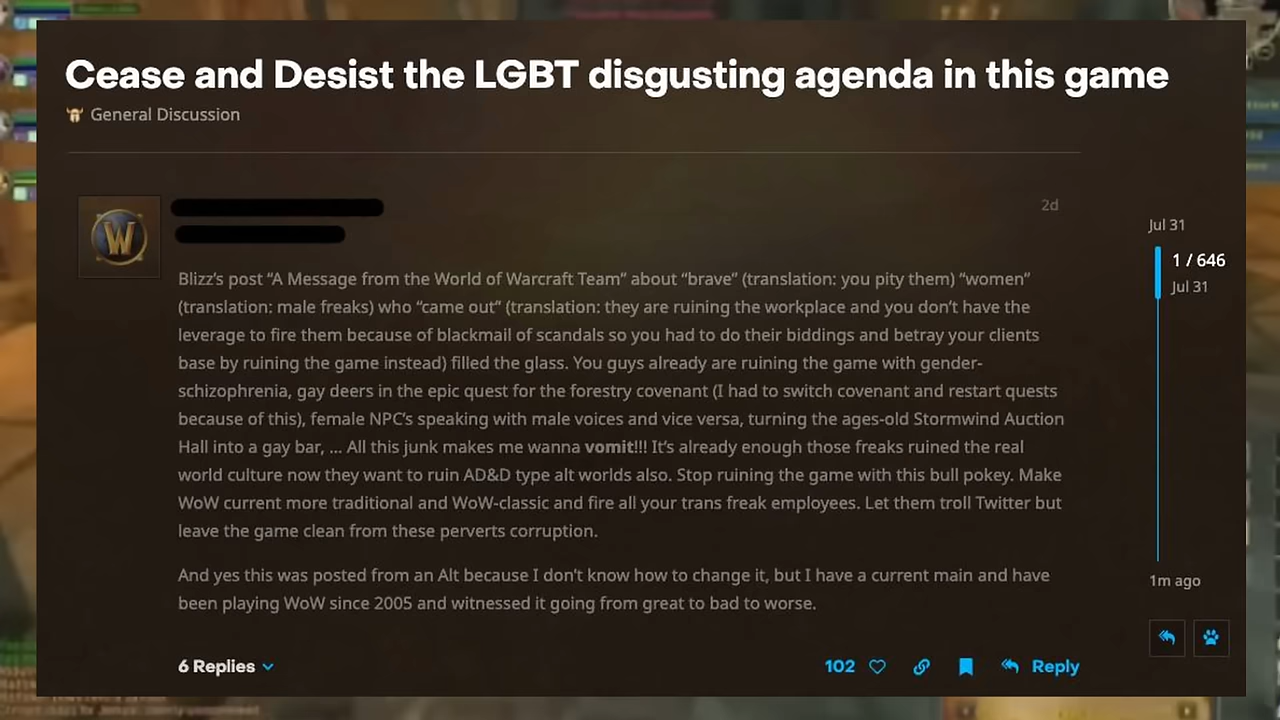 Cease and Desist the LGBT disgusting agenda in this game
General Discussion
2d
Blizz's post “A Message from the World of Warcraft Team” about “brave” (translation: you pity them) “women”
(translation: male freaks) who “came out” (translation: they are ruining the workplace and you don’t have the
leverage to fire them because of blackmail of scandals so you had to do their biddings and betray your clients
base by ruining the game instead) filled the glass. You guys already are ruining the game with gender-
schizophrenia, gay deers in the epic quest for the forestry covenant (I had to switch covenant and restart quests
because of this), female NPC’s speaking with male voices and vice versa, turning the ages-old Stormwind Auction
Hall into a gay bar, … All this junk makes me wanna vomit!!! It’s already enough those freaks ruined the real
world culture now they want to ruin AD&D type alt worlds also. Stop ruining the game with this bull pokey. Make
WoW current more traditional and WoW-classic and fire all your trans freak employees. Let them troll Twitter but
leave the game clean from these perverts corruption.
And yes this was posted from an Alt because I don’t know how to change it, but I have a current main and have
been playing WoW since 2005 and witnessed it going from great to bad to worse.
6 Replies
102
Reply
Jul 31
1 / 646
Jul 31
1m ago
W